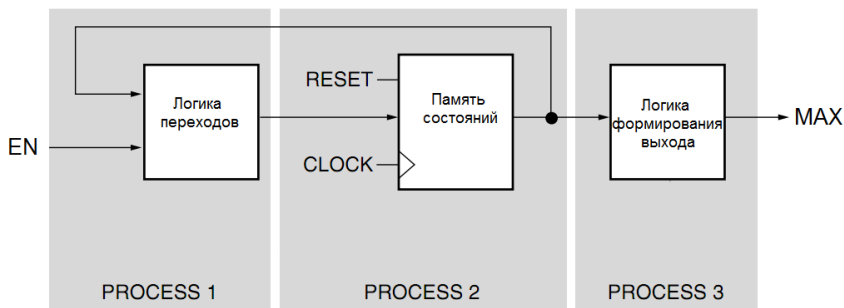 EN
Логика
переходов
RESET
CLOCK
Память
состояний
Логика
формирования
выхода
MAX
PROCESS 1
PROCESS 2
PROCESS 3